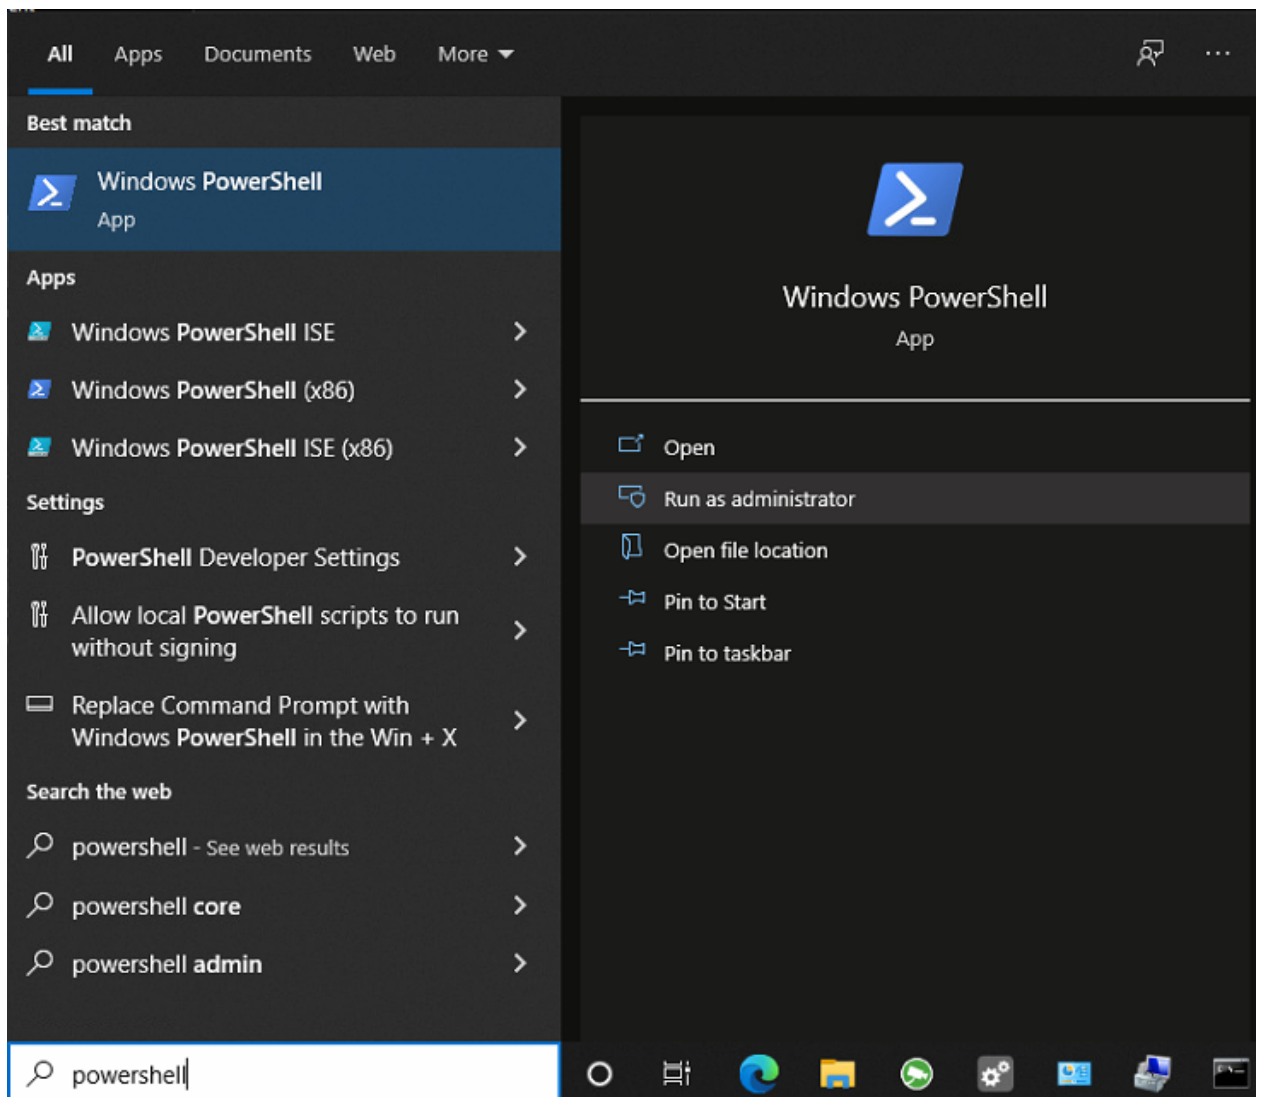 All Apps Documents Web More
Best match
Windows PowerShell
App
Apps
Windows PowerShell ISE
Windows PowerShell (x86)
Windows PowerShell ISE (x86)
Settings
PowerShell Developer Settings
Allow local PowerShell scripts to run
without signing
Replace Command Prompt with
Windows PowerShell in the Win + X
Search the web
powershell - See web results
powershell core
powershell admin
powershell
Windows PowerShell
App
Open
Run as administrator
Open file location
Pin to Start
Pin to taskbar